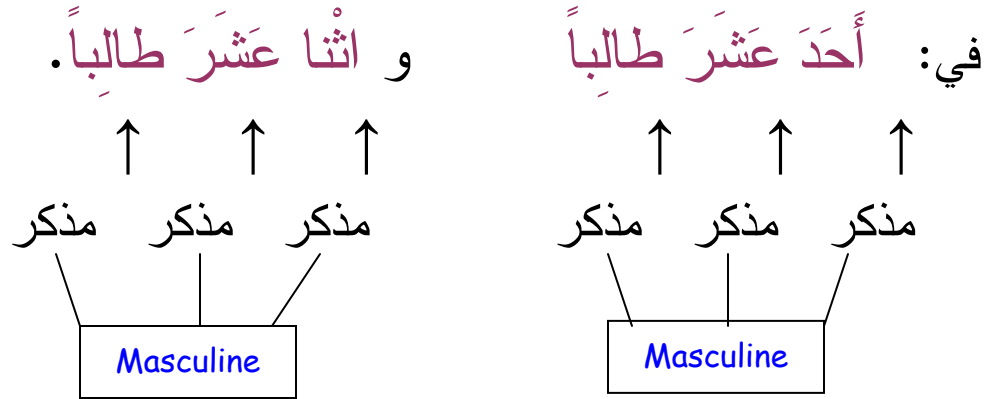 في: أَحَدَ عَشَرَ طالِباً و اثْنا عَشَرَ طالِباً.
↑ ↑ ↑ ↑ ↑ ↑
مذكر مذكر مذكر مذكر مذكر مذكر
Masculine Masculine